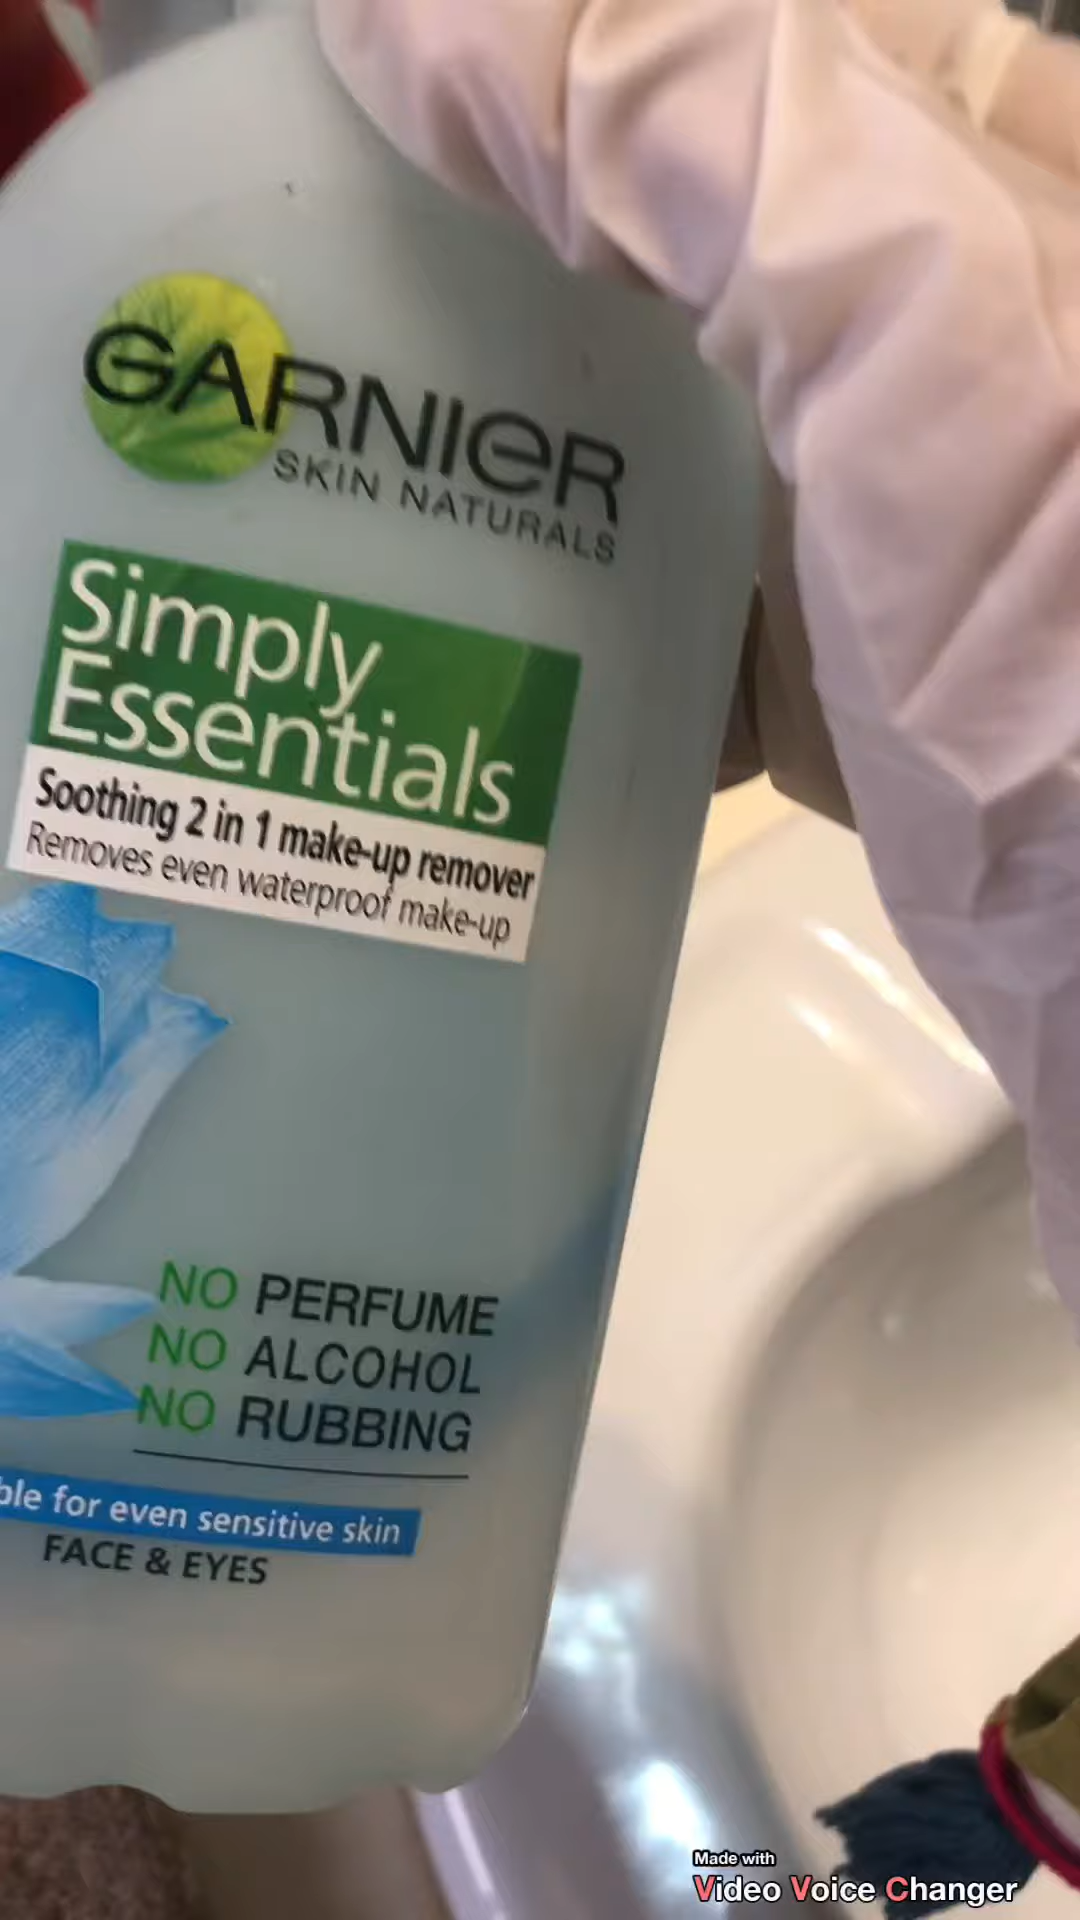 GARNIER
SKIN NATURALS
Simply
Essentials
Soothing 2 in 1 make-up remover
Removes even waterproof make-up
NO PERFUME
NO ALCOHOL
NO RUBBING
for even sensitive skin
FACE & EYES
Made with
Video Voice Changer